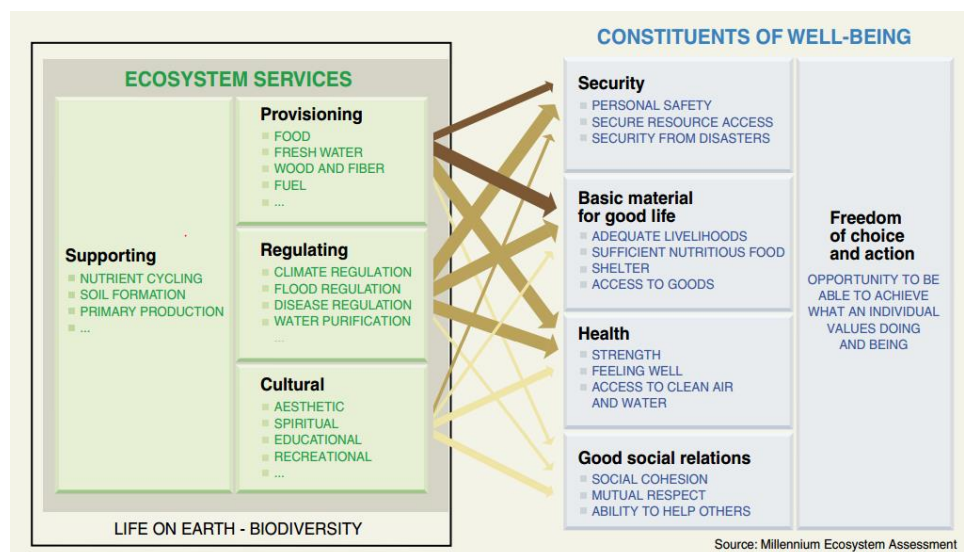 CONSTITUENTS OF WELL-BEING
ECOSYSTEM SERVICES
Supporting
NUTRIENT CYCLING
SOIL FORMATION
PRIMARY PRODUCTION
...
Provisioning
FOOD
FRESH WATER
WOOD AND FIBER
FUEL
...
Regulating
CLIMATE REGULATION
FLOOD REGULATION
DISEASE REGULATION
WATER PURIFICATION
...
Cultural
AESTHETIC
SPIRITUAL
EDUCATIONAL
RECREATIONAL
...
LIFE ON EARTH - BIODIVERSITY
Security
PERSONAL SAFETY
SECURE RESOURCE ACCESS
SECURITY FROM DISASTERS
Basic material
for good life
ADEQUATE LIVELIHOODS
SUFFICIENT NUTRITIOUS FOOD
SHELTER
ACCESS TO GOODS
Health
STRENGTH
FEELING WELL
ACCESS TO CLEAN AIR
AND WATER
Good social relations
SOCIAL COHESION
MUTUAL RESPECT
ABILITY TO HELP OTHERS
Freedom
of choice
and action
OPPORTUNITY TO BE
ABLE TO ACHIEVE
WHAT AN INDIVIDUAL
VALUES DOING
AND BEING
Source: Millennium Ecosystem Assessment